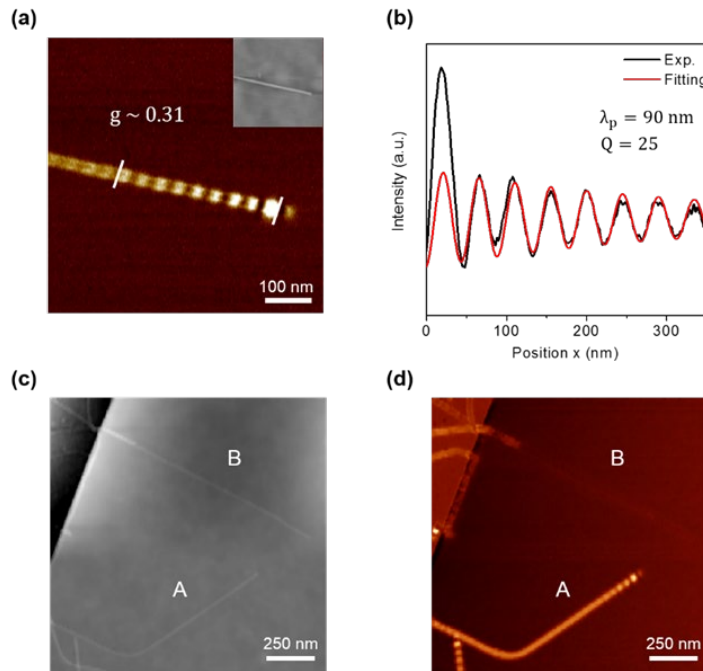 (a)
g ~ 0.31
100 nm
(b)
Exp.
Fitting
λp = 90 nm
Q = 25
Intensity (a.u.)
0 100 200 300
Position x (nm)
(c)
B
A
250 nm
(d)
B
A
250 nm